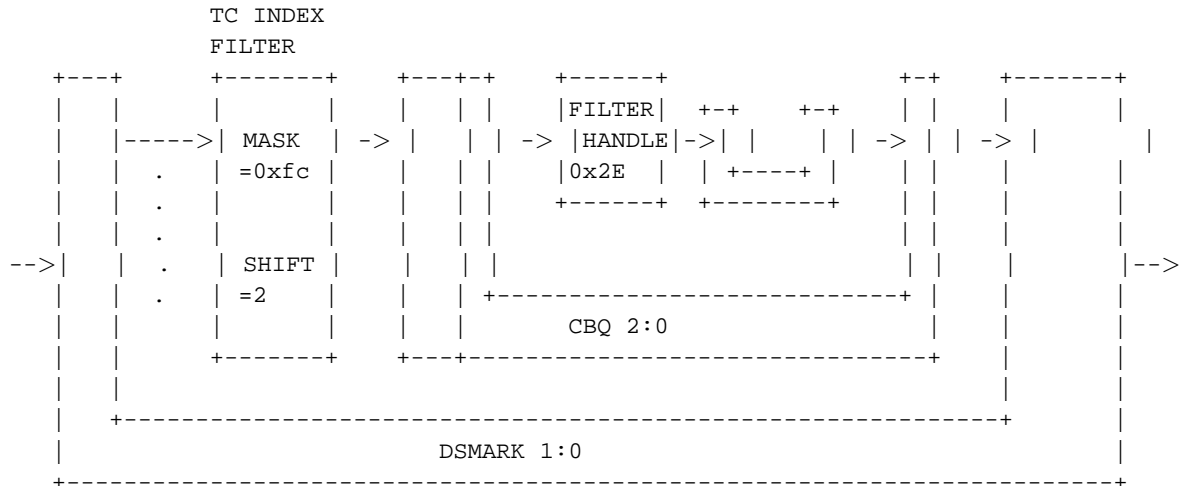 TC INDEX
FILTER
+---+ +-------+ +---+-+ +------+ +-+ +-------+
| | | | | | | |FILTER| +-+ +-+ | | | |
| |----->| MASK | -> | | | -> |HANDLE|->| | | | -> | | -> | |
| . | =0xfc | | | | |0x2E | | +----+ | | | | |
| | . | | | | | +------+ +--------+ | | | |
| | . | | | | | | | | |
-->| | . | SHIFT | | | | | | | |-->
| | . | =2 | | | +----------------------------+ | | |
| | | | | | CBQ 2:0 | | |
| | +-------+ +---+--------------------------------+ | |
| | | |
| +-------------------------------------------------------------+ |
| DSMARK 1:0 |
+-------------------------------------------------------------------------+